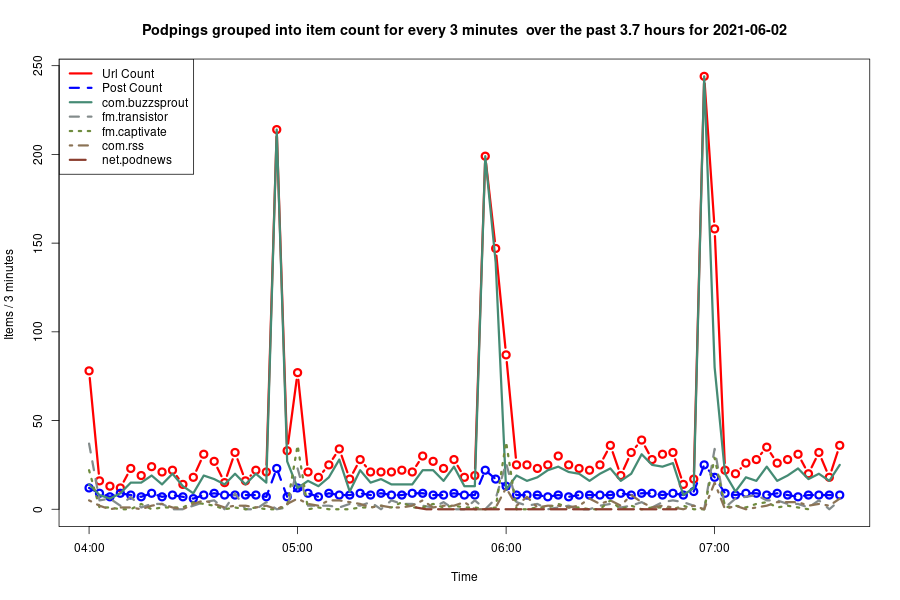 Podpings grouped into item count for every 3 minutes  over the past 3.7 hours for 2021-06-02
Url Count
Post Count
com.buzzsprout
fm.transistor
fm.captivate
com.rss
net.podnews
Items / 3 minutes
250
200
150
100
50
0
04:00 05:00 06:00 07:00
Time